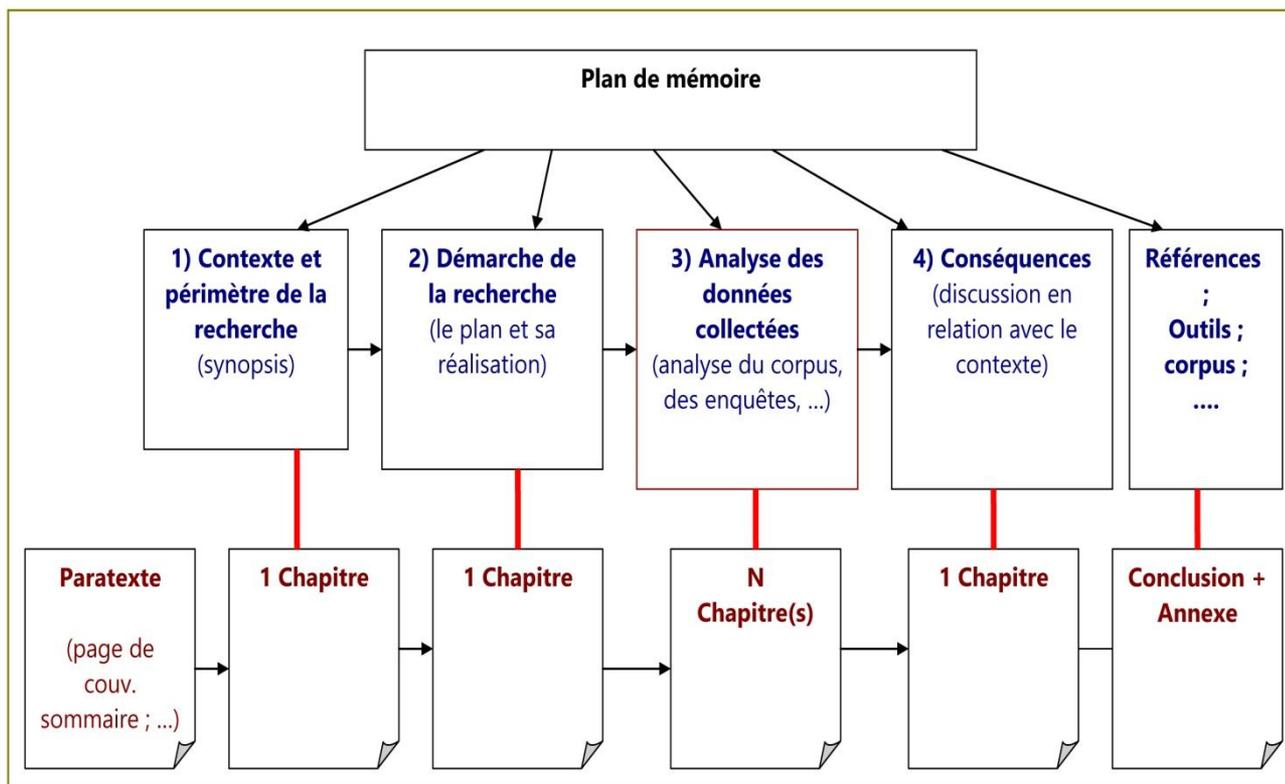 Plan de mémoire
1) Contexte et
périmètre de la
recherche
(synopsis)
2) Démarche de
la recherche
(le plan et sa
réalisation)
3) Analyse des
données
collectées
(analyse du corpus,
des enquêtes, ...)
4) Conséquences
(discussion en
relation avec le
contexte)
Références
;
Outils ;
corpus ;
....
Paratexte
(page de
couv.
sommaire ; ...)
1 Chapitre
1 Chapitre
N
Chapitre(s)
1 Chapitre
Conclusion +
Annexe